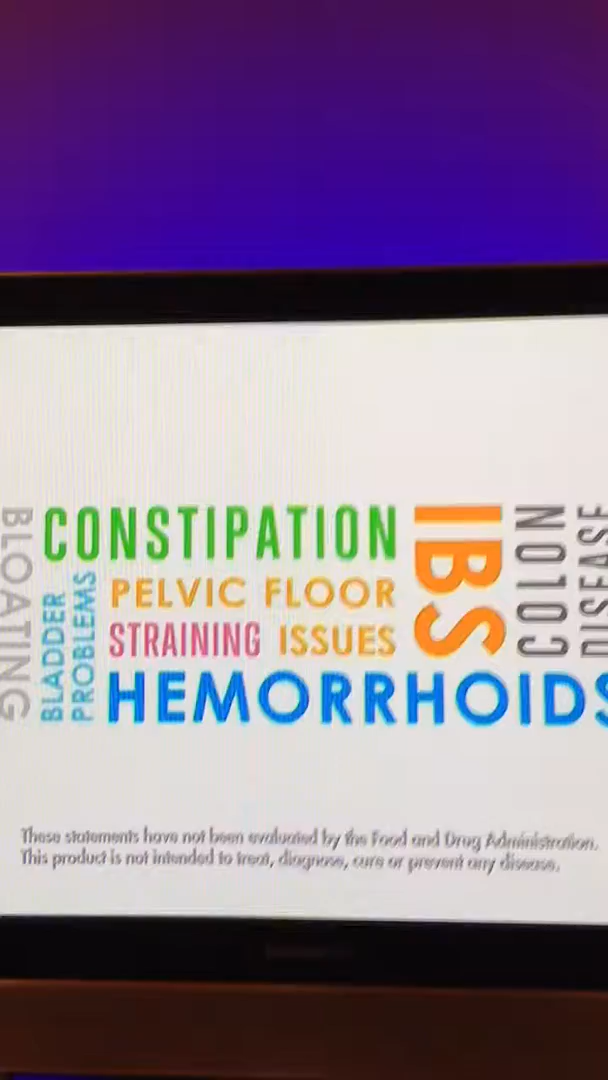 BLOATING
BLADDER
PROBLEMS
CONSTIPATION
PELVIC FLOOR
STRAINING ISSUES
HEMORRHOIDS
IBS
COLON
DISEASE
These statements have not been evaluated by the Food and Drug Administration.
This product is not intended to treat, diagnose, cure or prevent any disease.